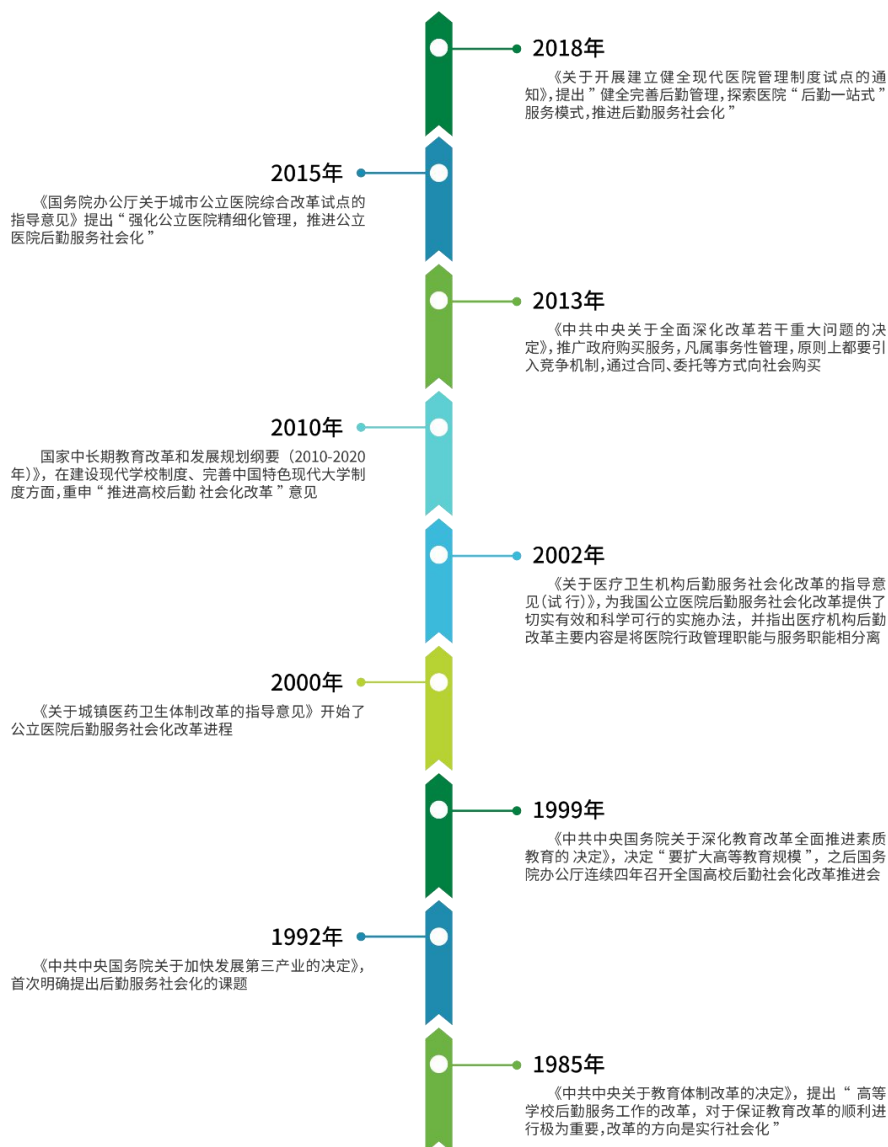 2018年
《关于开展建立健全现代医院管理制度试点的通
知》,提出”健全完善后勤管理,探索医院“后勤一站式”
服务模式,推进后勤服务社会化”
2015年
《国务院办公厅关于城市公立医院综合改革试点的
指导意见》提出“强化公立医院精细化管理，推进公立
医院后勤服务社会化”
2013年
《中共中央关于全面深化改革若干重大问题的决
定》,推广政府购买服务，凡属事务性管理,原则上都要引
入竞争机制,通过合同、委托等方式向社会购买
2010年
国家中长期教育改革和发展规划纲要（2010-2020
年）》，在建设现代学校制度、完善中国特色现代大学制
度方面,重申“推进高校后勤 社会化改革”意见
2002年
《关于医疗卫生机构后勤服务社会化改革的指导意
见（试 行）》，为我国公立医院后勤服务社会化改革提供了
切实有效和科学可行的实施办法，并指出医疗机构后勤
改革主要内容是将医院行政管理职能与服务职能相分离
2000年
《关于城镇医药卫生体制改革的指导意见》开始了
公立医院后勤服务社会化改革进程
1999年
《中共中央国务院关于深化教育改革全面推进素质
教育的 决定》，决定“要扩大高等教育规模”，之后国务
院办公厅连续四年召开全国高校后勤社会化改革推进会
1992年
《中共中央国务院关于加快发展第三产业的决定》，
首次明确提出后勤服务社会化的课题
1985年
《中共中央关于教育体制改革的决定》，提出“ 高等
学校后勤服务工作的改革，对于保证教育改革的顺利进
行极为重要,改革的方向是实行社会化”